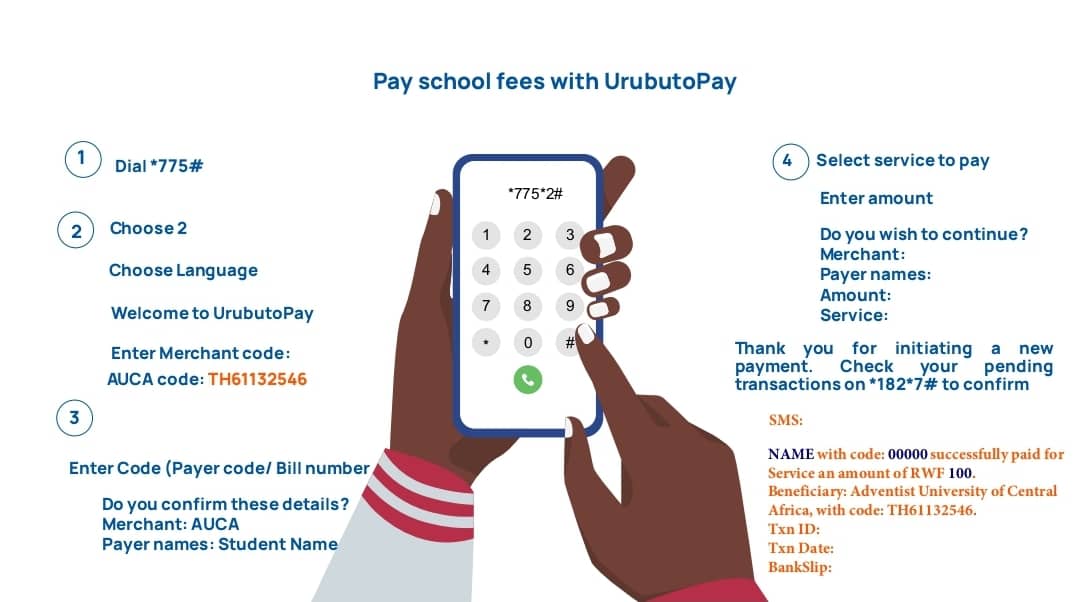 Pay school fees with UrubutoPay
1
Dial *775#
2
Choose 2
Choose Language
Welcome to UrubutoPay
Enter Merchant code:
AUCA code: TH61132546
3
Enter Code (Payer code/ Bill number
Do you confirm these details?
Merchant: AUCA
Payer names: Student Name
*775*2#
1 2 3
4 5 6
7 8 9
* 0 #
4
Select service to pay
Enter amount
Do you wish to continue?
Merchant:
Payer names:
Amount:
Service:
Thank you for initiating a new
payment. Check your pending
transactions on *182*7# to confirm
SMS:
NAME with code: 00000 successfully paid for
Service an amount of RWF 100.
Beneficiary: Adventist University of Central
Africa, with code: TH61132546.
Txn ID:
Txn Date:
BankSlip: